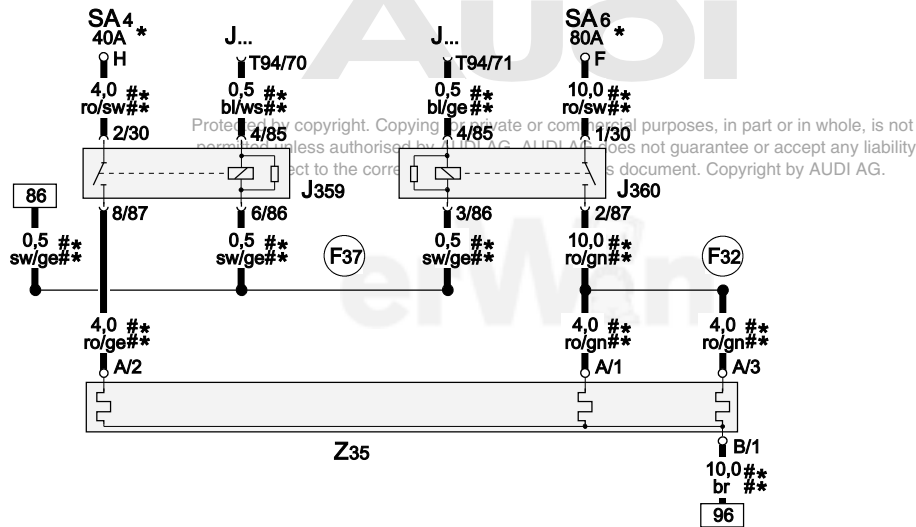 AUDI
SA4 J... J... SA6
40A * 80A *
H T94/70 T94/71 F
4,0 #* 0,5 #* 0,5 #* 10,0 #*
ro/sw#* bl/ws#* bl/ge #* ro/sw#*
Protected by copyright. Copying for private or commercial purposes, in part or in whole, is not
2/30 4/85 4/85 1/30
permitted unless authorised by AUDI AG. AUDI AG does not guarantee or accept any liability
ect to the corre s document. Copyright by AUDI AG.
86 J359 J360
8/87 6/86 3/86 2/87
0,5 #* 0,5 #* 0,5 #* 10,0 #*
sw/ge#* sw/ge#* F37 sw/ge#* ro/gn#* F32
erWin
4,0 #* 4,0 #* 4,0 #*
ro/ge#* ro/gn#* ro/gn#*
A/2 A/1 A/3
Z35
B/1
10,0 #*
br #*
96